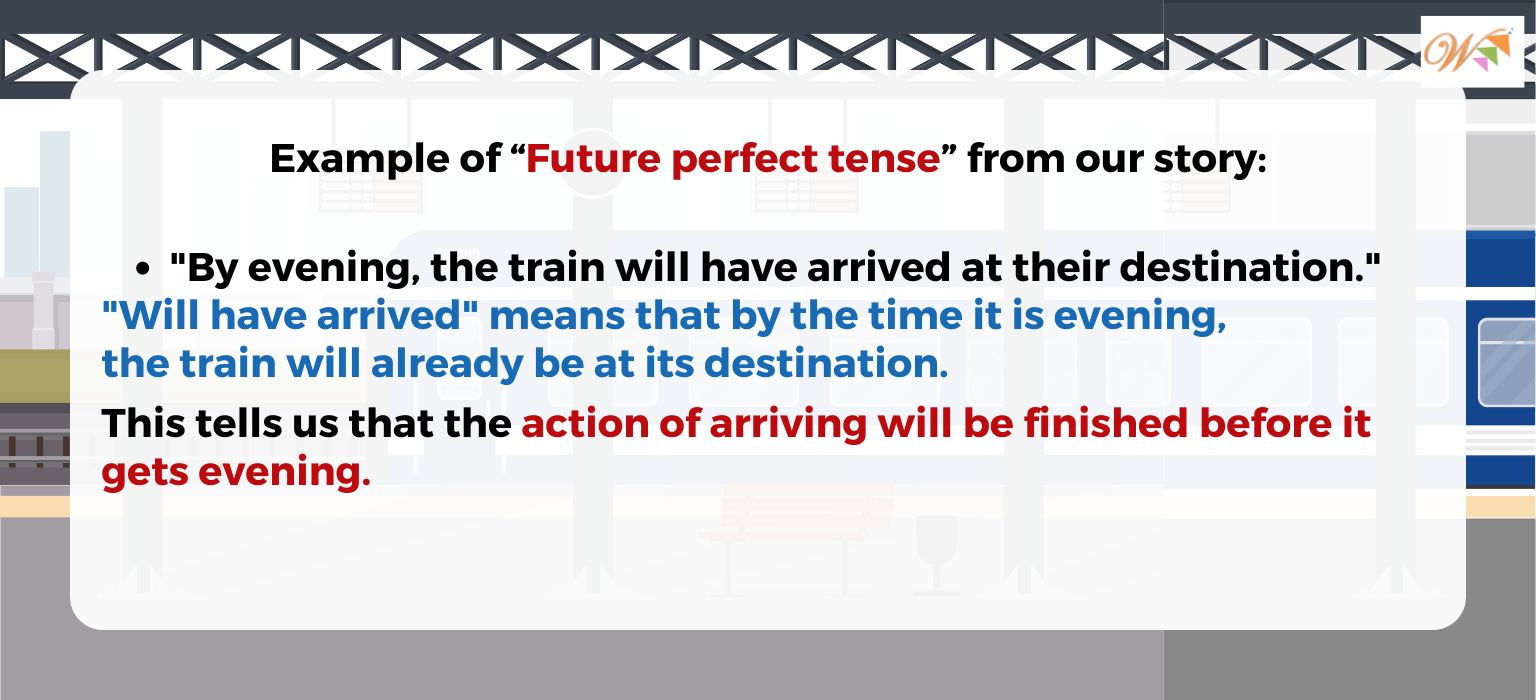 Example of “Future perfect tense” from our story:
• "By evening, the train will have arrived at their destination."
"Will have arrived" means that by the time it is evening,
the train will already be at its destination.
This tells us that the action of arriving will be finished before it
gets evening.
W